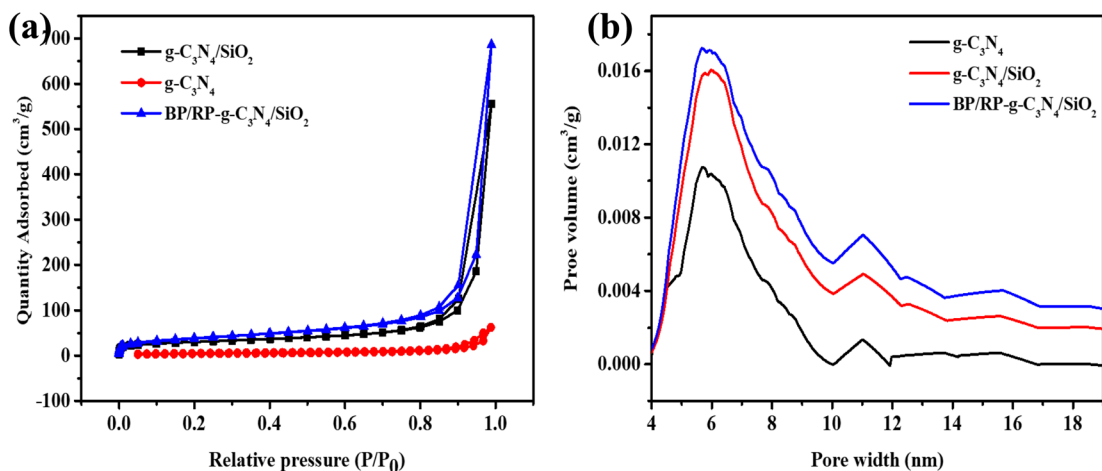 (a)
700
600
500
400
300
200
100
0
-100
Quantity Adsorbed (cm³/g)
g-C₃N₄/SiO₂
g-C₃N₄
BP/RP-g-C₃N₄/SiO₂
0.0 0.2 0.4 0.6 0.8 1.0
Relative pressure (P/P₀)
(b)
0.016
0.012
0.008
0.004
0.000
Proe volume (cm³/g)
g-C₃N₄
g-C₃N₄/SiO₂
BP/RP-g-C₃N₄/SiO₂
4 6 8 10 12 14 16 18
Pore width (nm)